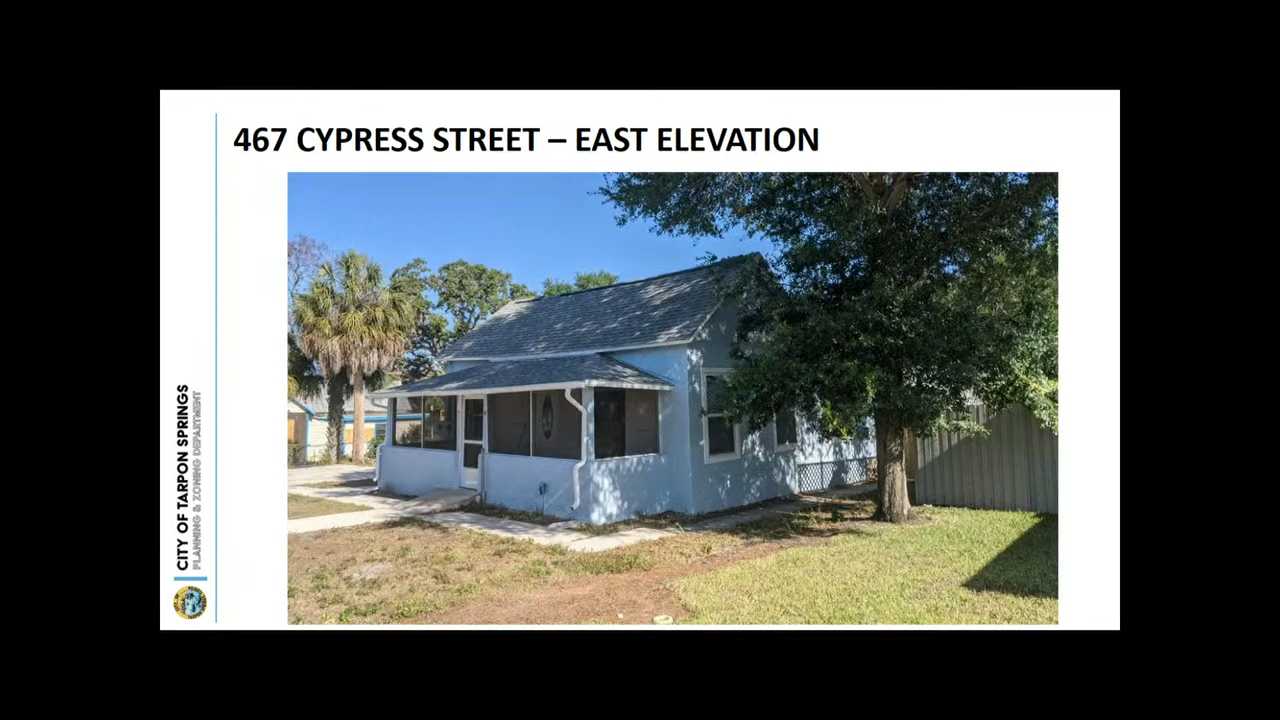 467 CYPRESS STREET – EAST ELEVATION
CITY OF TARPON SPRINGS
PLANNING & ZONING DEPARTMENT